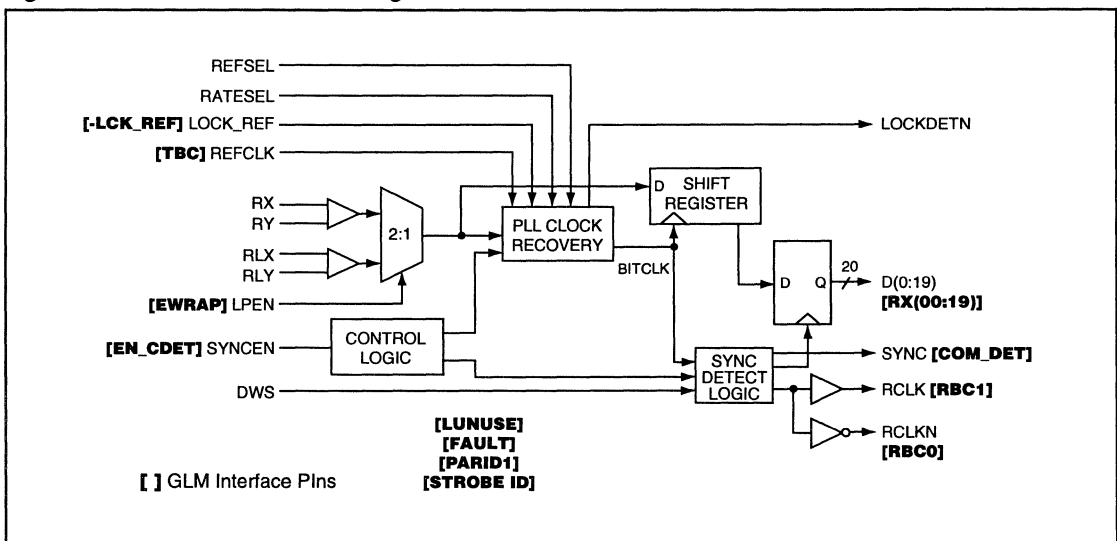 REFSEL
RATESEL
[-LCK_REF] LOCK_REF
[TBC] REFCLK
LOCKDETN
RX
RY
RLX
RLY
2:1
PLL CLOCK
RECOVERY
D SHIFT
REGISTER
BITCLK
D Q
20
D(0:19)
[RX(00:19)]
[EWRAP] LPEN
[EN_CDET] SYNCEN
CONTROL
LOGIC
DWS
SYNC
DETECT
LOGIC
SYNC [COM_DET]
RCLK [RBC1]
RCLKN
[RBC0]
[LUNUSE]
[FAULT]
[PARID1]
[STROBE ID]
[ ] GLM Interface PIns